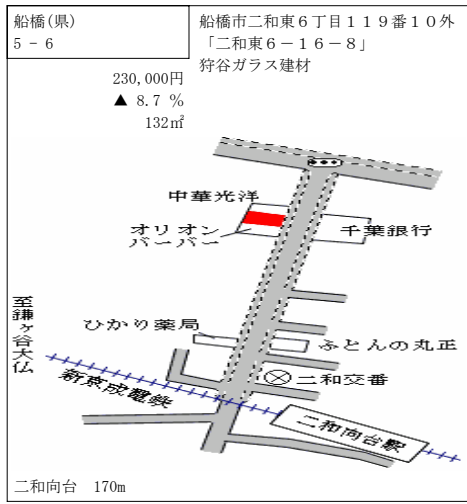 船橋(県)
5－6
船橋市二和東６丁目１１９番１０外
「二和東６－１６－８」
狩谷ガラス建材
230,000円
▲ 8.7 %
132㎡
中華光洋
オリオン
バーバー
千葉銀行
至鎌ヶ谷大仏
ひかり薬局
ふとんの丸正
二和交番
新京成電鉄
二和向台駅
二和向台　170m